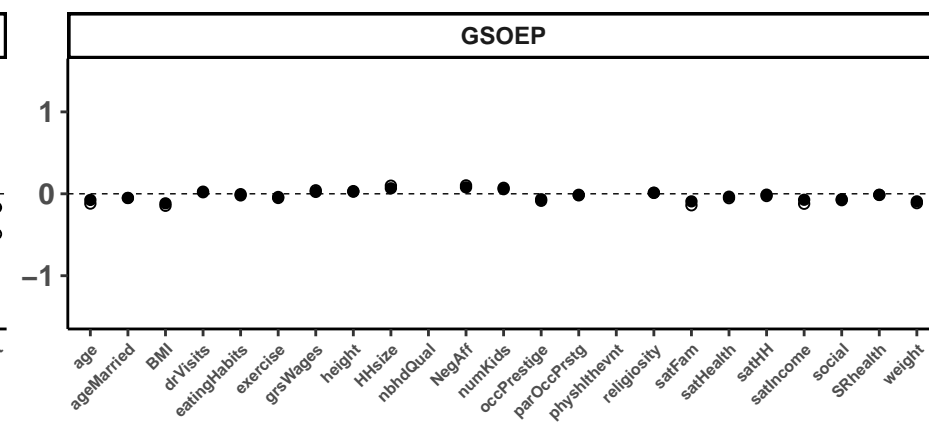 GSOEP
1
0
−1
age
ageMarried
BMI
drVisits
eatingHabits
exercise
grsWages
height
HHsize
nbhdQual
NegAff
numKids
occPrestige
parOccPrstg
physhlthevnt
religiosity
satFam
satHealth
satHH
satIncome
social
SRhealth
weight